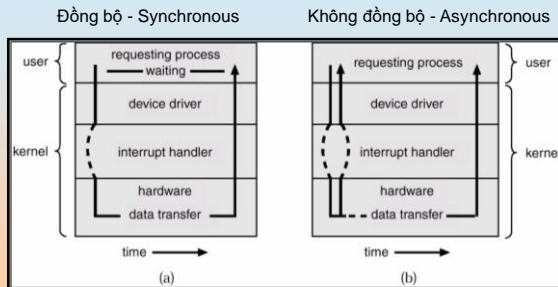 Đồng bộ - Synchronous
Không đồng bộ - Asynchronous
user
requesting process
waiting
device driver
kernel
interrupt handler
hardware
data transfer
time
(a)
requesting process
user
device driver
interrupt handler
kerne
hardware
data transfer
time
(b)